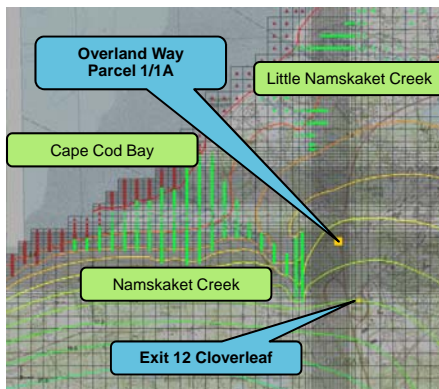 Overland Way
Parcel 1/1A
Little Namskaket Creek
Cape Cod Bay
Namskaket Creek
Exit 12 Cloverleaf